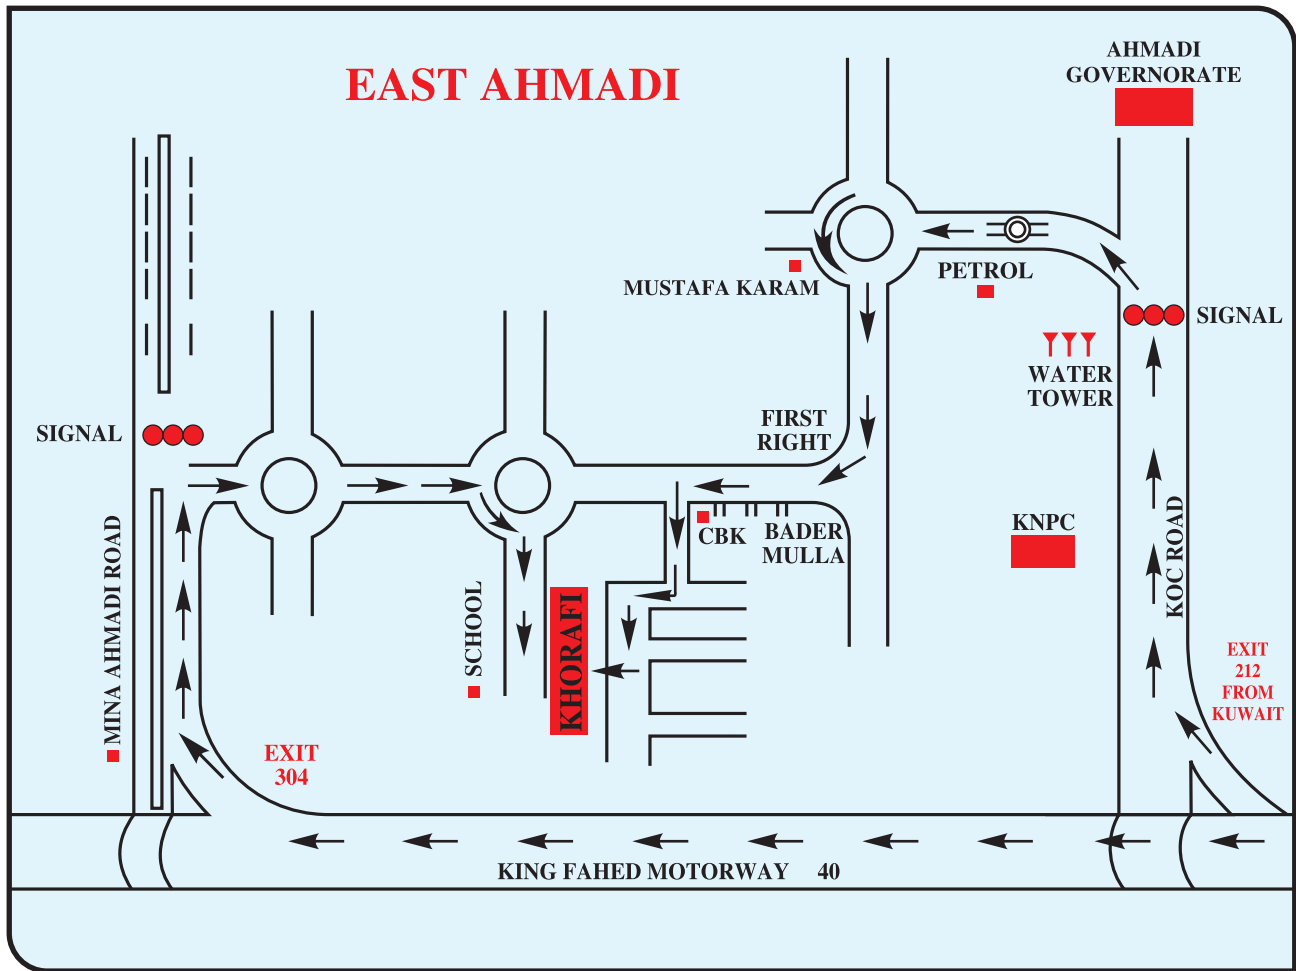 EAST AHMADI
AHMADI
GOVERNORATE
MUSTAFA KARAM
PETROL
SIGNAL
WATER
TOWER
FIRST
RIGHT
SIGNAL
CBK
BADER
MULLA
KNPC
KOC ROAD
MINA AHMADI ROAD
SCHOOL
KHORAFI
EXIT
212
FROM
KUWAIT
EXIT
304
KING FAHED MOTORWAY 40